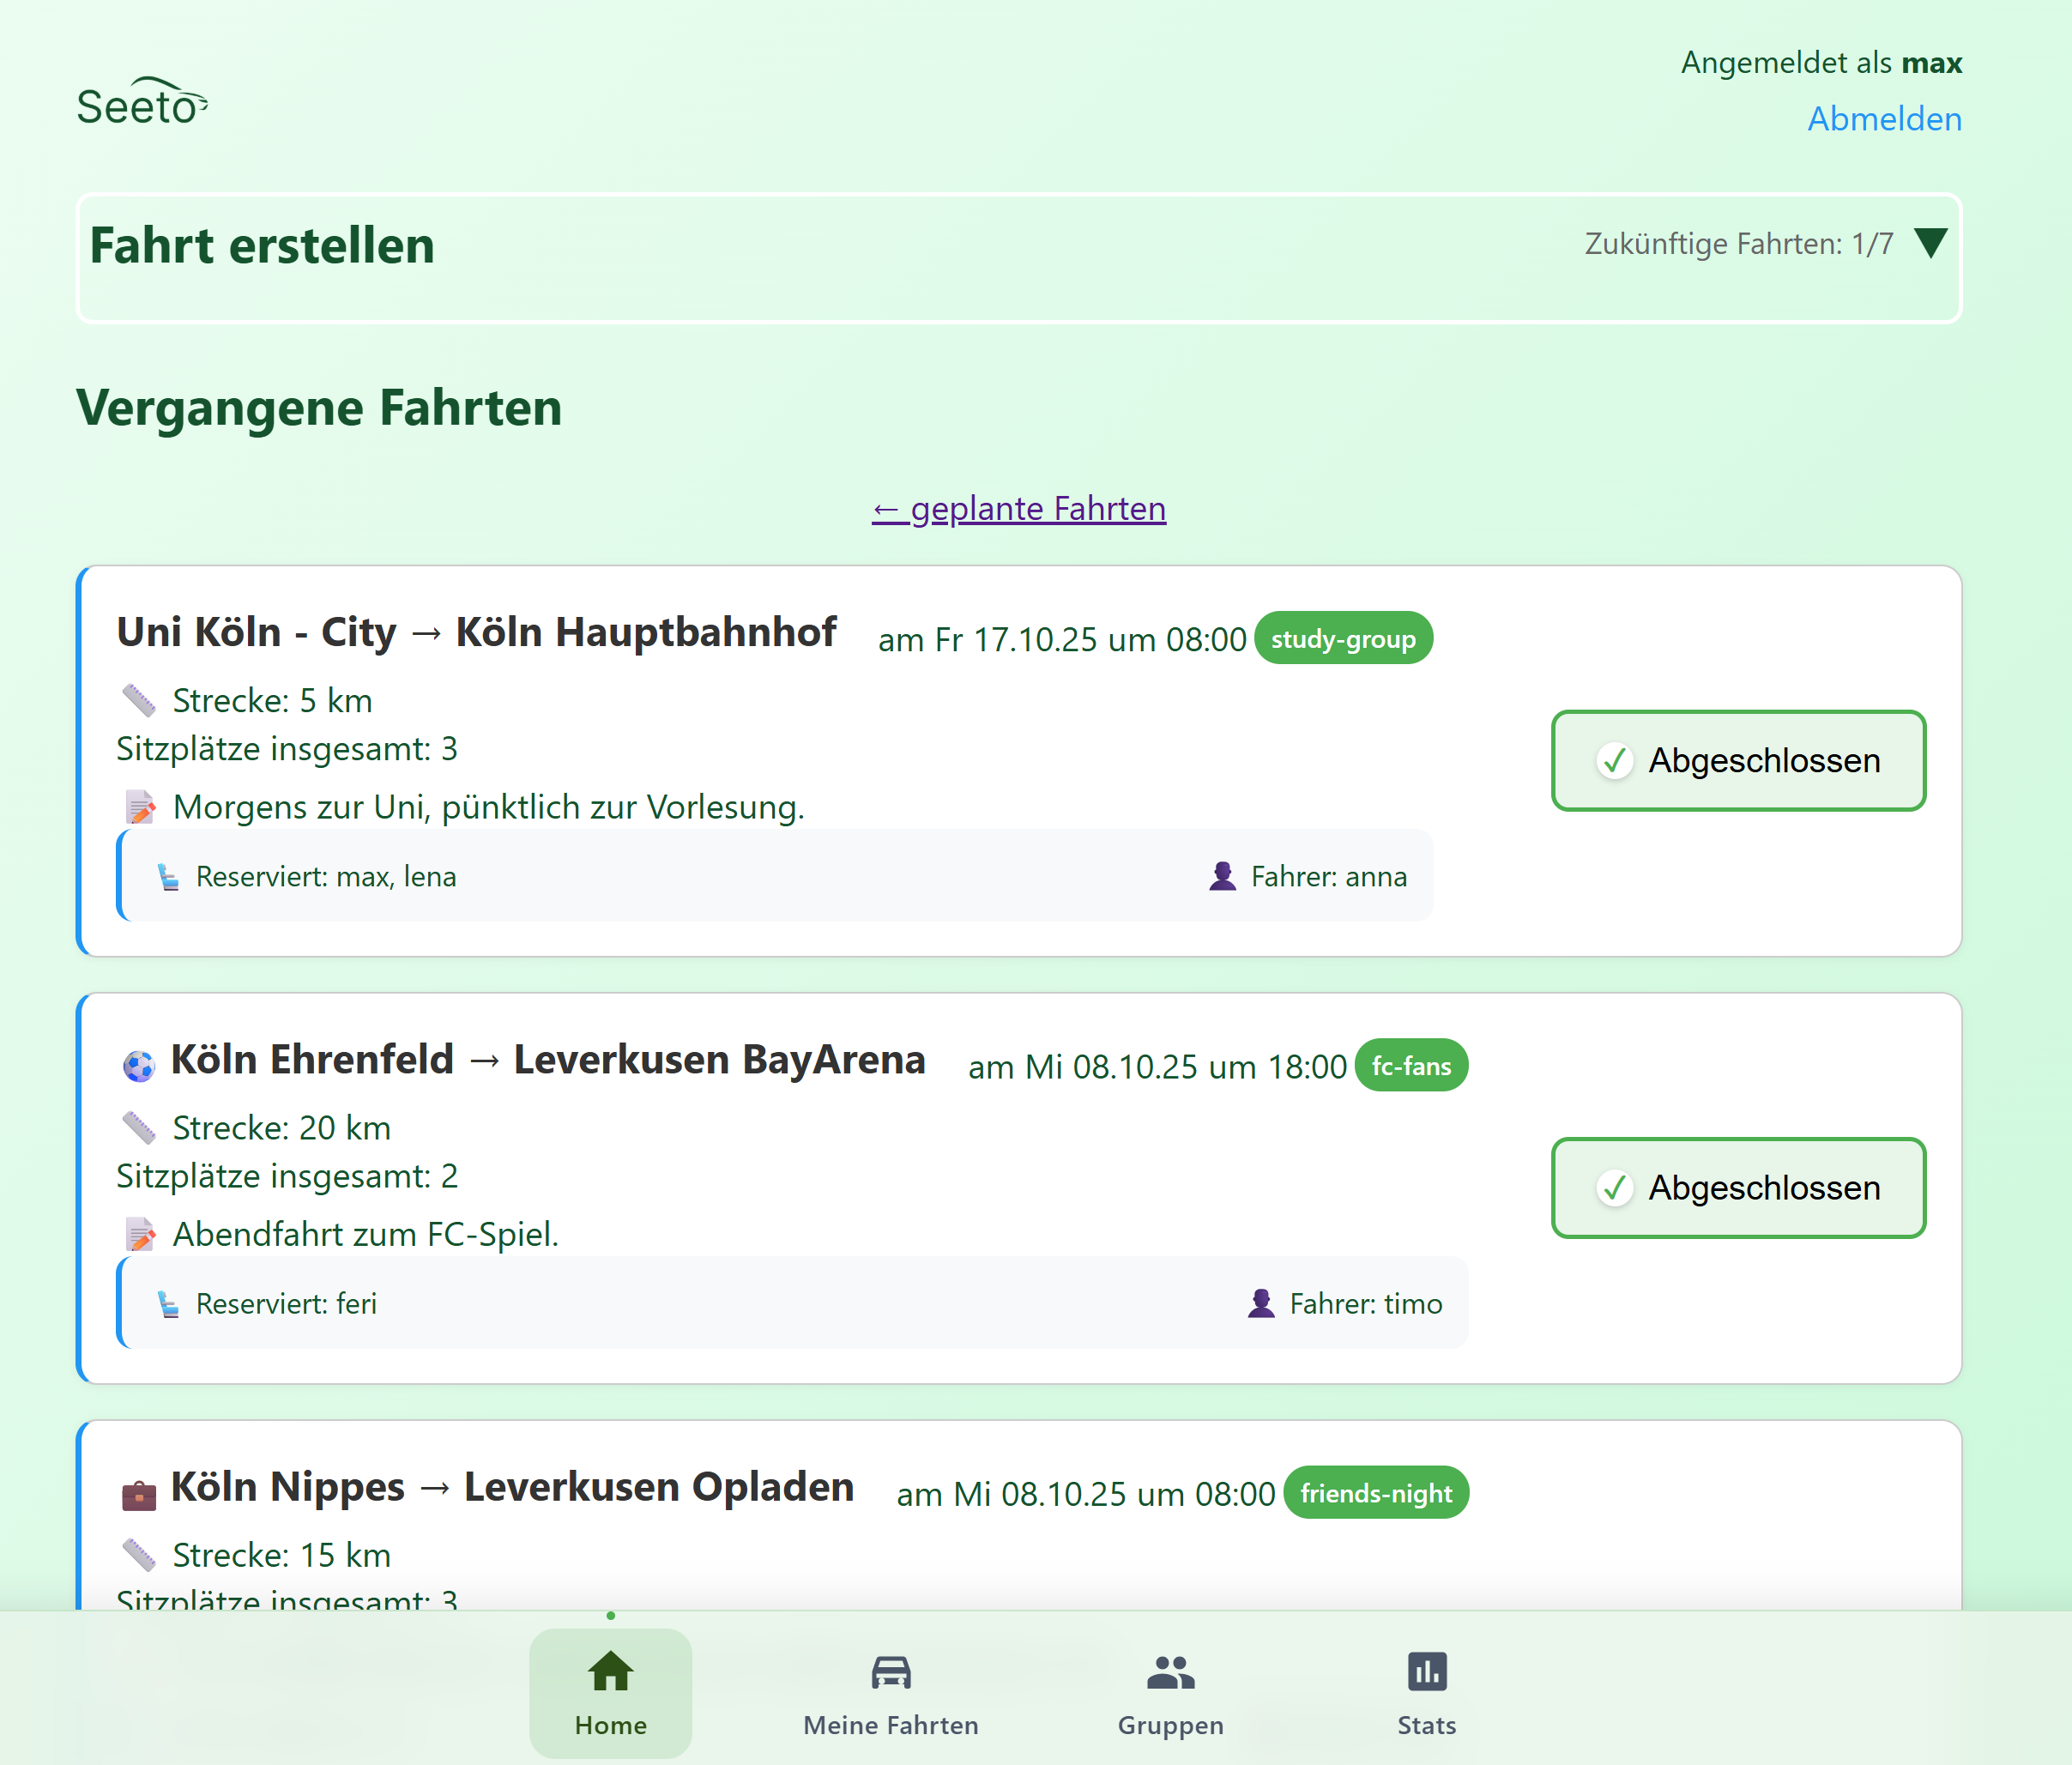 Seeto
Angemeldet als max
Abmelden
Fahrt erstellen
Zukünftige Fahrten: 1/7 ▼
Vergangene Fahrten
← geplante Fahrten
Uni Köln - City → Köln Hauptbahnhof am Fr 17.10.25 um 08:00 study-group
Strecke: 5 km
Sitzplätze insgesamt: 3
✓ Abgeschlossen
Morgens zur Uni, pünktlich zur Vorlesung.
Reserviert: max, lena
Fahrer: anna
Köln Ehrenfeld → Leverkusen BayArena am Mi 08.10.25 um 18:00 fc-fans
Strecke: 20 km
Sitzplätze insgesamt: 2
✓ Abgeschlossen
Abendfahrt zum FC-Spiel.
Reserviert: feri
Fahrer: timo
Köln Nippes → Leverkusen Opladen am Mi 08.10.25 um 08:00 friends-night
Strecke: 15 km
Sitzplätze insgesamt: 3
Home
Meine Fahrten
Gruppen
Stats